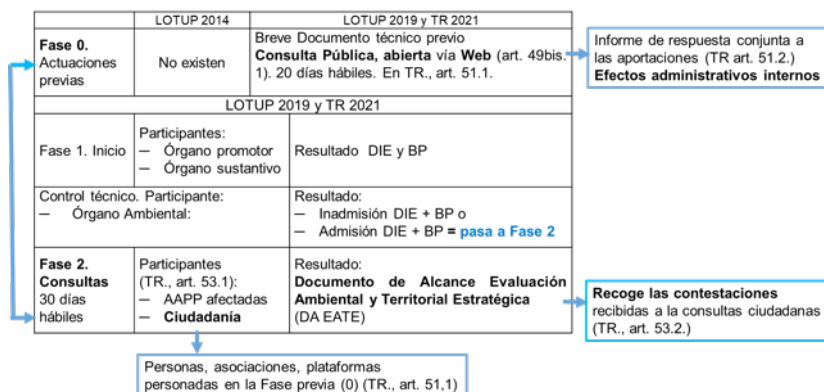 LOTUP 2014
LOTUP 2019 y TR 2021
Fase 0.
Actuaciones
previas
No existen
Breve Documento técnico previo
Consulta Pública, abierta vía Web (art. 49bis.
1). 20 días hábiles. En TR., art. 51.1.
Informe de respuesta conjunta a
las aportaciones (TR art. 51.2.)
Efectos administrativos internos
LOTUP 2019 y TR 2021
Fase 1. Inicio
Participantes:
— Órgano promotor
— Órgano sustantivo
Resultado DIE y BP
Control técnico. Participante:
— Órgano Ambiental:
Resultado:
— Inadmisión DIE + BP o
— Admisión DIE + BP = pasa a Fase 2
Fase 2.
Consultas
30 días
hábiles
Participantes
(TR., art. 53.1):
— AAPP afectadas
— Ciudadanía
Resultado:
Documento de Alcance Evaluación
Ambiental y Territorial Estratégica
(DA EATE)
Recoge las contestaciones
recibidas a la consultas ciudadanas
(TR., art. 53.2.)
Personas, asociaciones, plataformas
personadas en la Fase previa (0) (TR., art. 51,1)